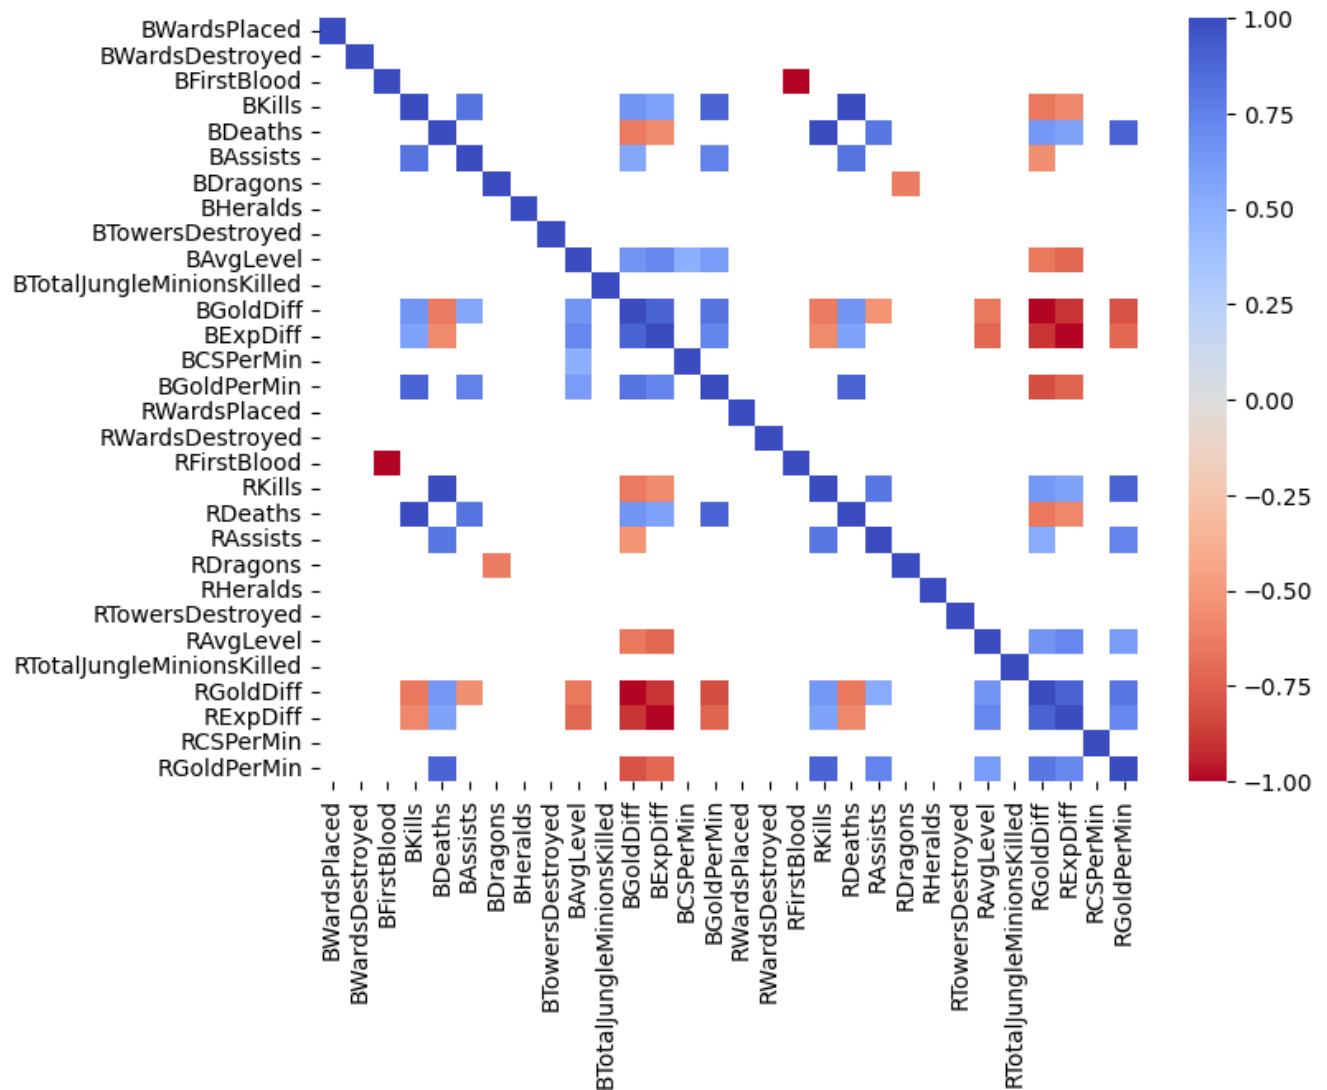 BWardsPlaced
BWardsDestroyed
BFirstBlood
BKills
BDeaths
BAssists
BDragons
BHeralds
BTowersDestroyed
BAvgLevel
BTotalJungleMinionsKilled
BGoldDiff
BExpDiff
BCSPerMin
BGoldPerMin
RWardsPlaced
RWardsDestroyed
RFirstBlood
RKills
RDeaths
RAssists
RDragons
RHeralds
RTowersDestroyed
RAvgLevel
RTotalJungleMinionsKilled
RGoldDiff
RExpDiff
RCSPerMin
RGoldPerMin
BWardsPlaced
BWardsDestroyed
BFirstBlood
BKills
BDeaths
BAssists
BDragons
BHeralds
BTowersDestroyed
BAvgLevel
BTotalJungleMinionsKilled
BGoldDiff
BExpDiff
BCSPerMin
BGoldPerMin
RWardsPlaced
RWardsDestroyed
RFirstBlood
RKills
RDeaths
RAssists
RDragons
RHeralds
RTowersDestroyed
RAvgLevel
RTotalJungleMinionsKilled
RGoldDiff
RExpDiff
RCSPerMin
RGoldPerMin
1.00
0.75
0.50
0.25
0.00
−0.25
−0.50
−0.75
−1.00